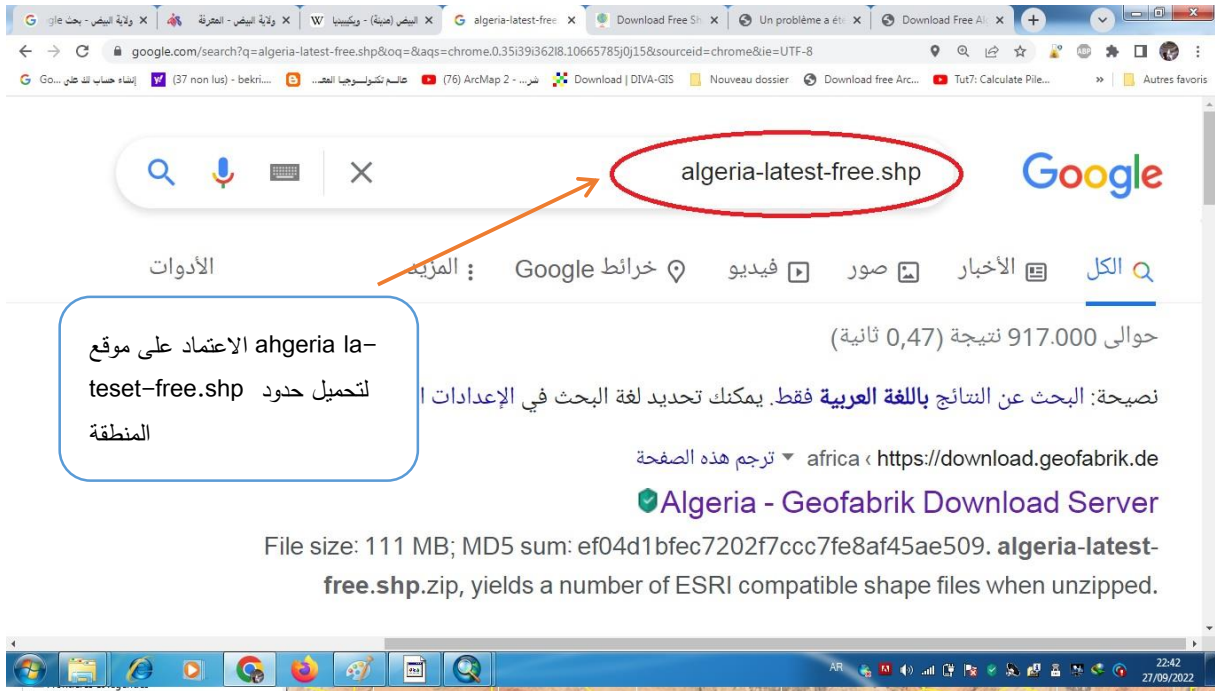 ولاية البيض - بحث gle
ولاية البيض - المعرفة
البيض (مدينة) - ويكيبيديا
algeria-latest-free
Download Free Sh
Un problème a été
Download Free Al
google.com/search?q=algeria-latest-free.shp&oq=&aqs=chrome.0.35i39i362l8.10665785j0j15&sourceid=chrome&ie=UTF-8
إنشاء حساب لك على ...Go
(37 non lus) - bekri...
(76) ArcMap 2 - شر...
Download | DIVA-GIS
Nouveau dossier
Download free Arc...
Tut7: Calculate Pile...
»
Autres favoris
Google
algeria-latest-free.shp
الكل
الأخبار
صور
فيديو
خرائط Google
المزيد
الأدوات
حوالى 917.000 نتيجة (0,47 ثانية)
نصيحة: البحث عن النتائج باللغة العربية فقط. يمكنك تحديد لغة البحث في الإعدادات
الاعتماد على موقع ahgeria la-
teset-free.shp لتحميل حدود
المنطقة
https://download.geofabrik.de › africa ترجم هذه الصفحة
Algeria - Geofabrik Download Server
File size: 111 MB; MD5 sum: ef04d1bfec7202f7ccc7fe8af45ae509. algeria-latest-
free.shp.zip, yields a number of ESRI compatible shape files when unzipped.
AR
22:42
27/09/2022